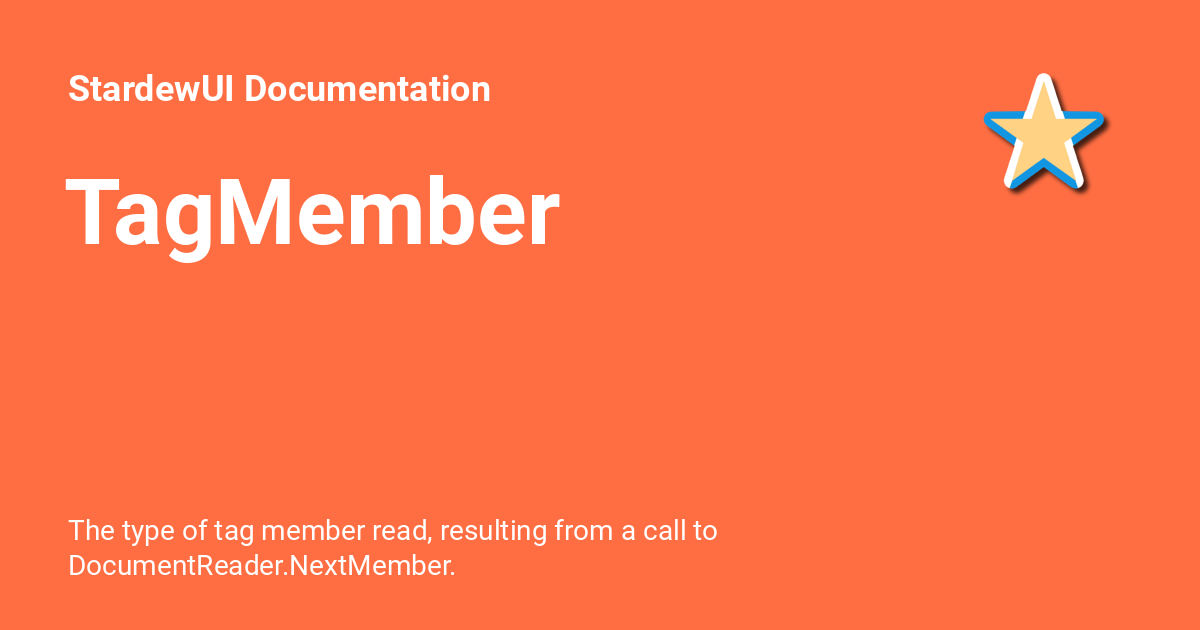 StardewUI Documentation
TagMember
The type of tag member read, resulting from a call to
DocumentReader.NextMember.